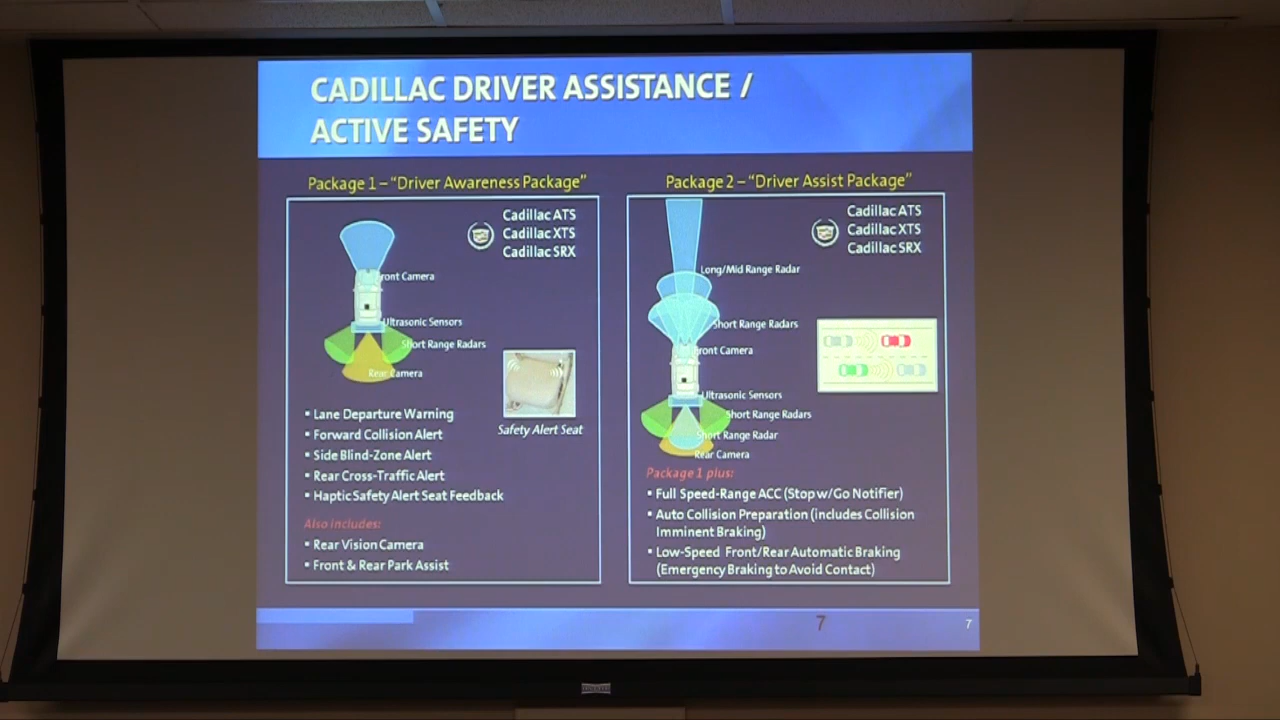 CADILLAC DRIVER ASSISTANCE /
ACTIVE SAFETY
Package 1 – "Driver Awareness Package"
Cadillac ATS
Cadillac XTS
Cadillac SRX
Front Camera
Ultrasonic Sensors
Short Range Radars
Rear Camera
Safety Alert Seat
▪ Lane Departure Warning
▪ Forward Collision Alert
▪ Side Blind-Zone Alert
▪ Rear Cross-Traffic Alert
▪ Haptic Safety Alert Seat Feedback
Also includes:
▪ Rear Vision Camera
▪ Front & Rear Park Assist
Package 2 – "Driver Assist Package"
Cadillac ATS
Cadillac XTS
Cadillac SRX
Long/Mid Range Radar
Short Range Radars
Front Camera
Ultrasonic Sensors
Short Range Radars
Short Range Radar
Rear Camera
Package 1 plus:
▪ Full Speed-Range ACC (Stop w/Go Notifier)
▪ Auto Collision Preparation (includes Collision
Imminent Braking)
▪ Low-Speed Front/Rear Automatic Braking
(Emergency Braking to Avoid Contact)
7
7